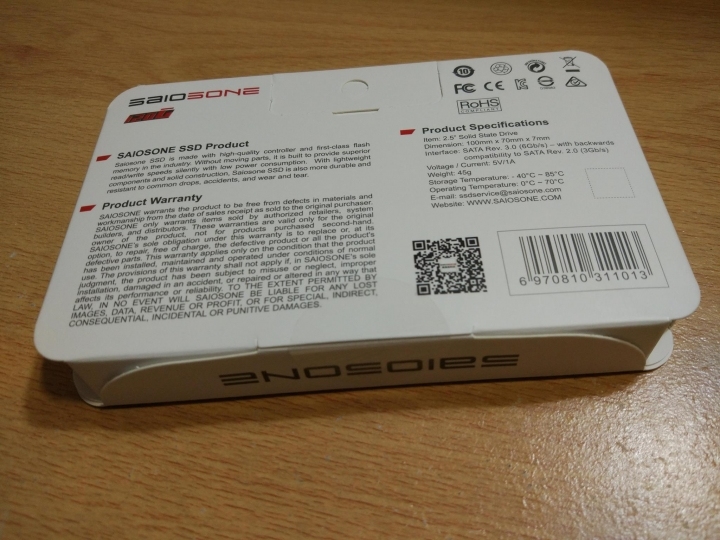 SAIOSONE
SAIOSONE SSD Product
Saiosone SSD is made with high-quality controller and first-class flash
memory in the industry. Without moving parts, it is built to provide superior
read/write speeds silently with low power consumption. With lightweight
components and solid construction, Saiosone SSD is also more durable and
resistant to common drops, accidents, and wear and tear.
Product Warranty
SAIOSONE warrants the product to be free from defects in materials and
workmanship from the date of sales receipt as sold to the original purchaser.
SAIOSONE only warrants items sold by authorized retailers, system
builders, and distributors. These warranties are valid only for the original
owner of the product, not for products purchased second-hand.
SAIOSONE's sole obligation under this warranty is to replace or, at its
option, to repair, free of charge, the defective product or all the product's
defective parts. This warranty applies only on the condition that the product
has been installed, maintained and operated under conditions of normal
use. The provisions of this warranty shall not apply if, in SAIOSONE's sole
judgment, the product has been subject to misuse or neglect, improper
installation, damaged in an accident, or repaired or altered in any way that
affects its performance or reliability. TO THE EXTENT PERMITTED BY
LAW, IN NO EVENT WILL SAIOSONE BE LIABLE FOR ANY LOST
IMAGES, DATA, REVENUE OR PROFIT, OR FOR SPECIAL, INDIRECT,
CONSEQUENTIAL, INCIDENTAL OR PUNITIVE DAMAGES.
10
FC CE
RoHS
COMPLIANT
Product Specifications
Item: 2.5" Solid State Drive
Dimension: 100mm x 70mm x 7mm
Interface: SATA Rev. 3.0 (6Gb/s) – with backwards
compatibility to SATA Rev. 2.0 (3Gb/s)
Voltage / Current: 5V/1A
Weight: 45g
Storage Temperature: - 40°C ~ 85°C
Operating Temperature: 0°C ~ 70°C
E-mail: ssdservice@saiosone.com
Website: WWW.SAIOSONE.COM
6 970810 311013
SAIOSONE